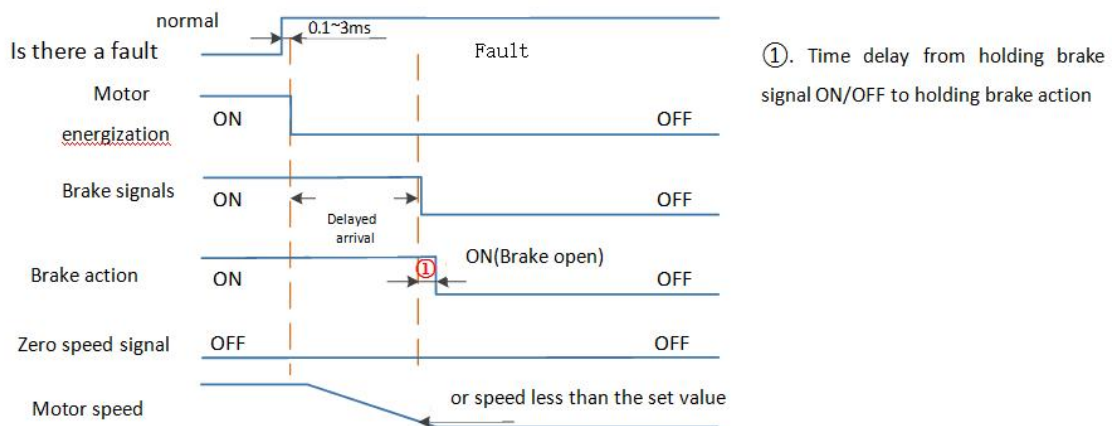 normal
0.1~3ms
Is there a fault
Fault
①. Time delay from holding brake
signal ON/OFF to holding brake action
Motor
energization
ON
OFF
Brake signals
ON
OFF
Delayed
arrival
Brake action
ON
①
ON(Brake open)
OFF
Zero speed signal
OFF
OFF
Motor speed
or speed less than the set value